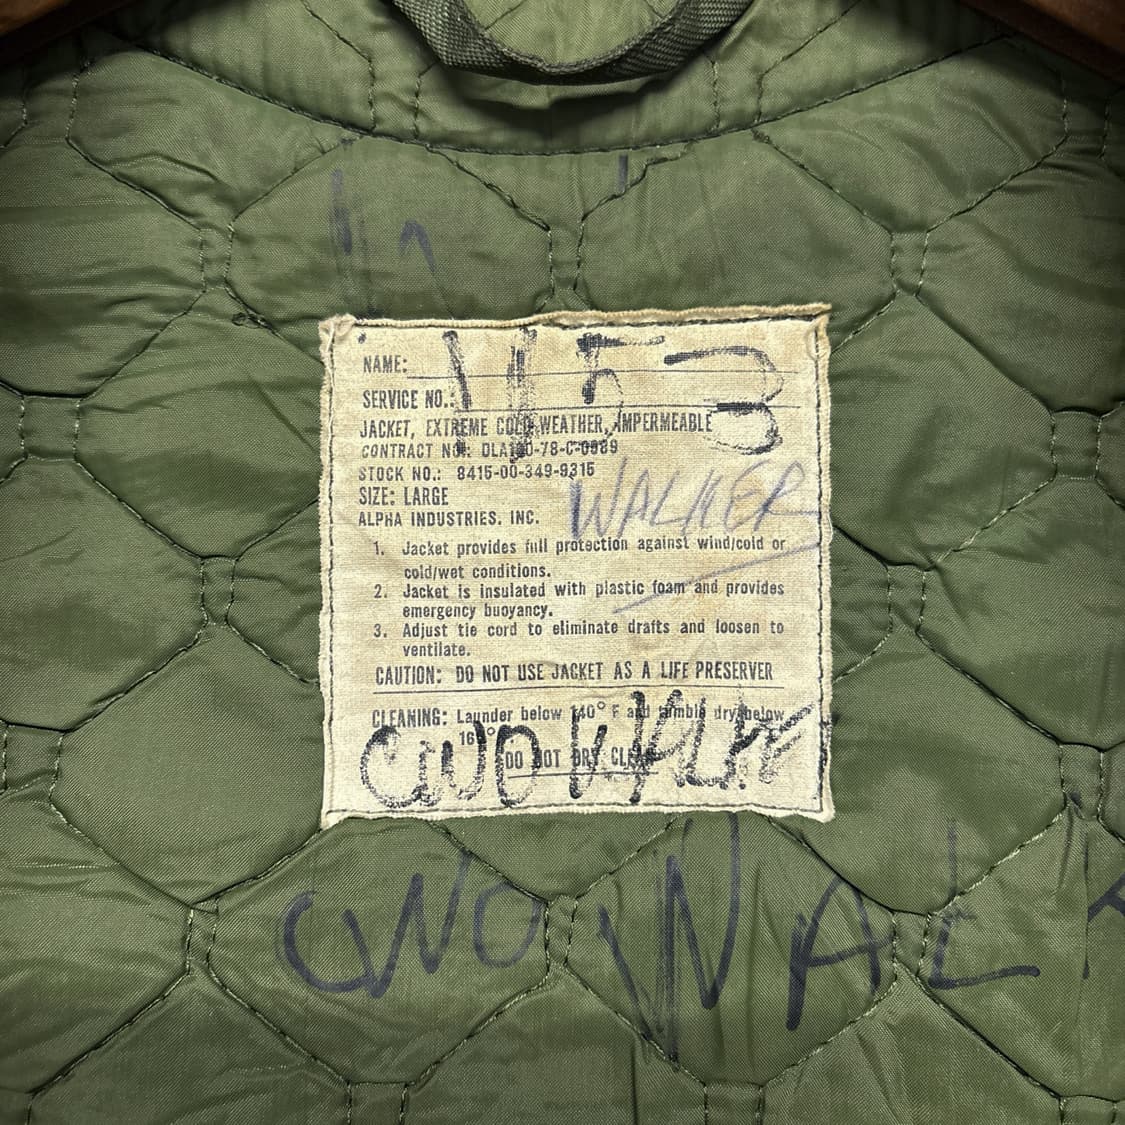 NAME:
SERVICE NO.:
JACKET, EXTREME COLD WEATHER, IMPERMEABLE
CONTRACT NO.: DLA100-78-C-0989
STOCK NO.: 8415-00-349-9315
SIZE: LARGE
WALKER
ALPHA INDUSTRIES. INC.
1. Jacket provides full protection against wind/cold or
cold/wet conditions.
2. Jacket is insulated with plastic foam and provides
emergency buoyancy.
3. Adjust tie cord to eliminate drafts and loosen to
ventilate.
CAUTION: DO NOT USE JACKET AS A LIFE PRESERVER
CLEANING: Launder below 140° F and tumble dry below
DO NOT DRY CLEAN
CWO WALKE
CWO WALK